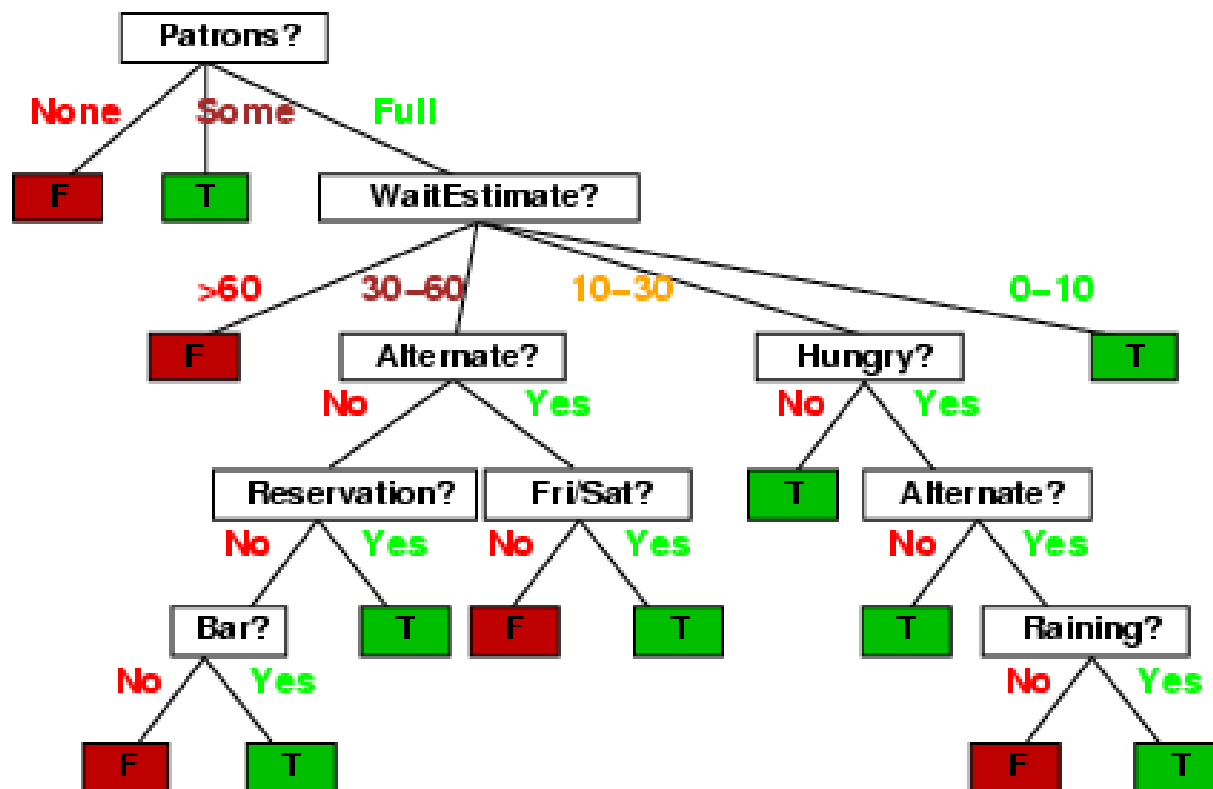 Patrons?
None Some Full
F T WaitEstimate?
>60 30–60 10–30 0–10
F Alternate? Hungry? T
No Yes No Yes
Reservation? Fri/Sat? T Alternate?
No Yes No Yes No Yes
Bar? T F T T Raining?
No Yes No Yes
F T F T